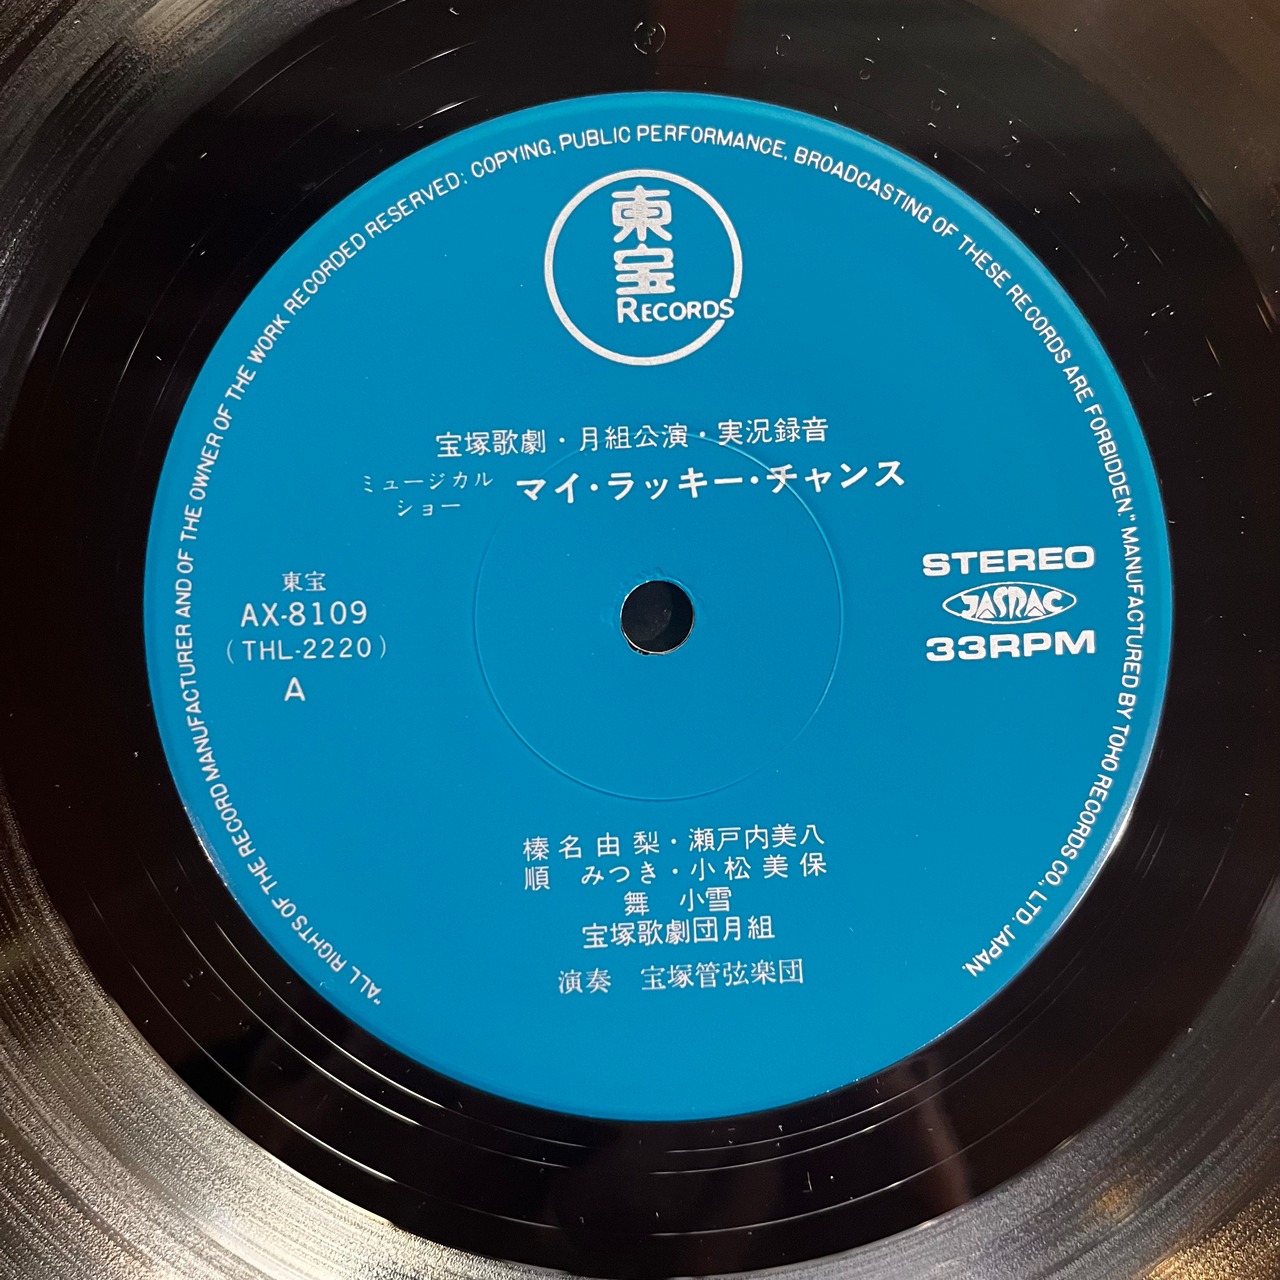 "ALL RIGHTS OF THE RECORD MANUFACTURER AND OF THE OWNER OF THE WORK RECORDED RESERVED: COPYING, PUBLIC PERFORMANCE, BROADCASTING OF THESE RECORDS ARE FORBIDDEN." MANUFACTURED BY TOHO RECORDS CO., LTD. JAPAN.
東宝
RECORDS
宝塚歌劇・月組公演・実況録音
ミュージカル
ショー
マイ・ラッキー・チャンス
東宝
AX-8109
(THL-2220)
A
STEREO
JASRAC
33RPM
榛名由梨・瀬戸内美八
順 みつき・小松美保
舞 小雪
宝塚歌劇団月組
演奏 宝塚管弦楽団